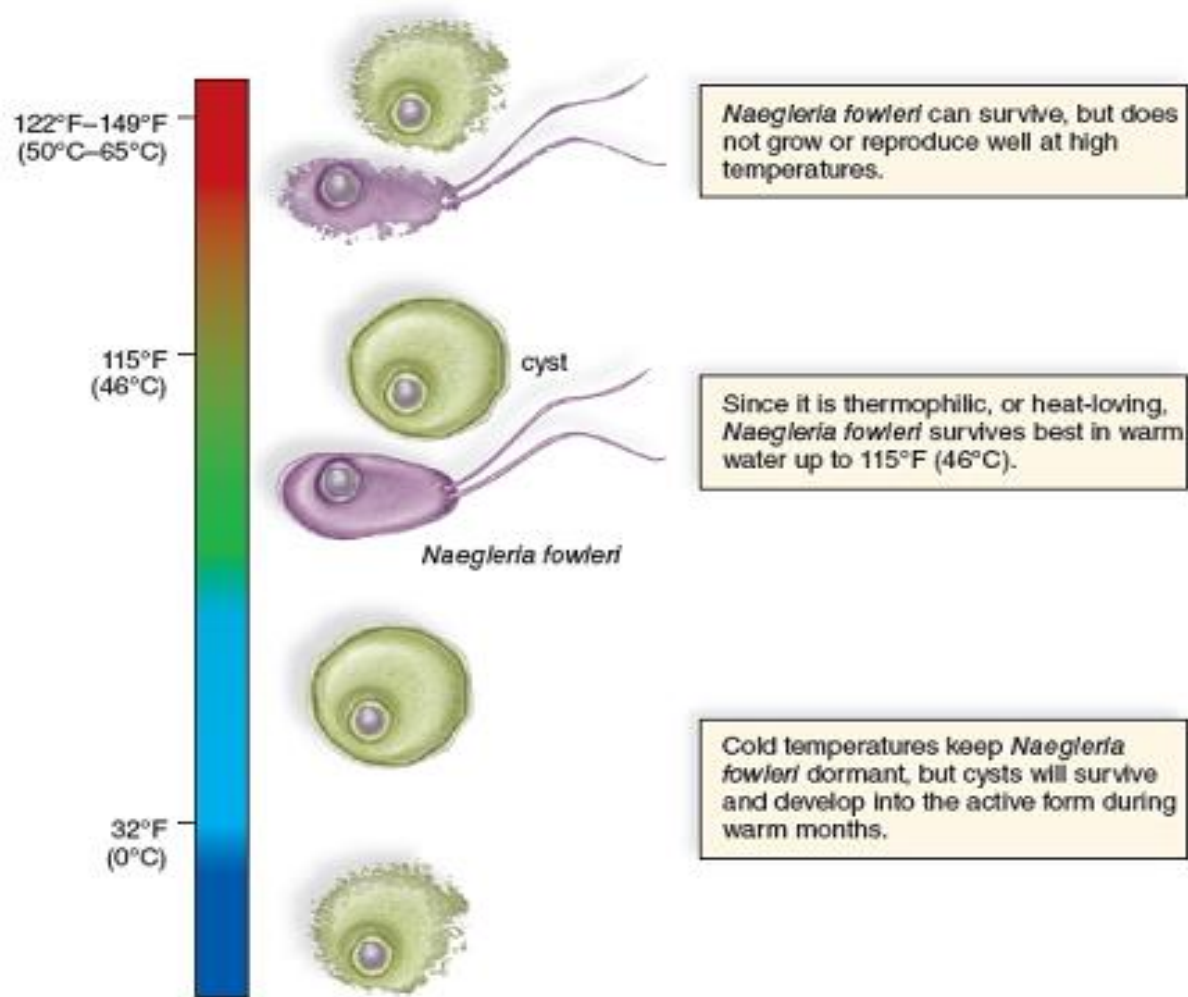 122°F–149°F
(50°C–65°C)
Naegleria fowleri can survive, but does
not grow or reproduce well at high
temperatures.
115°F
(46°C)
cyst
Since it is thermophilic, or heat-loving,
Naegleria fowleri survives best in warm
water up to 115°F (46°C).
Naegleria fowleri
Cold temperatures keep Naegleria
fowleri dormant, but cysts will survive
and develop into the active form during
warm months.
32°F
(0°C)